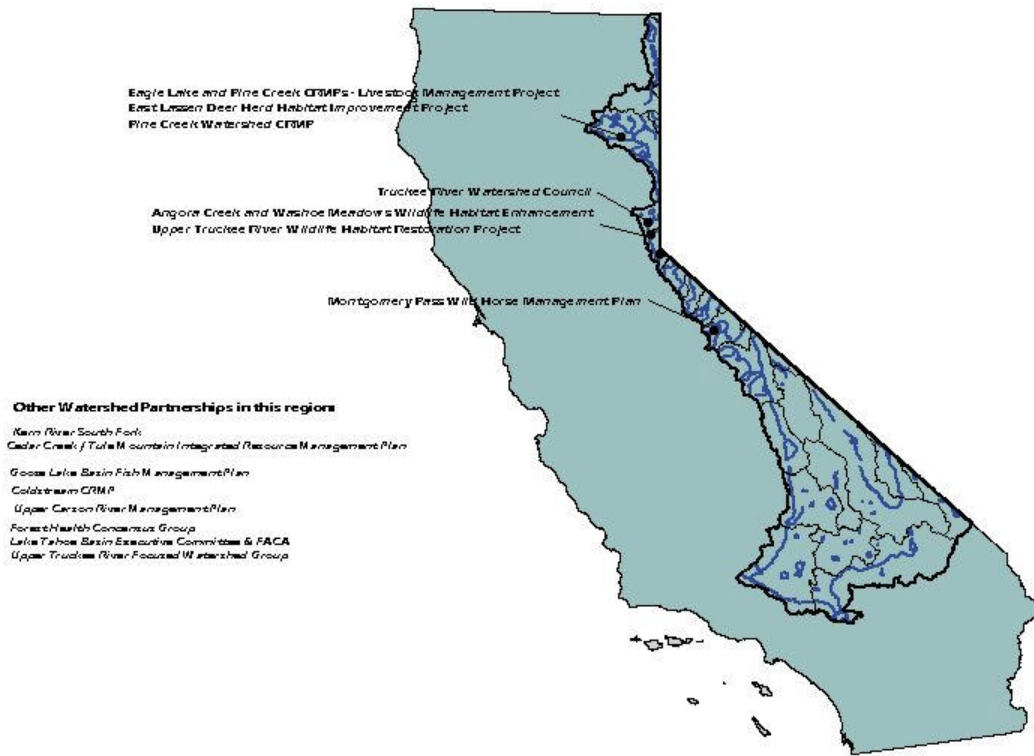 Eagle Lake and Pine Creek CRMPs - Livestock Management Project
East Lassen Deer Herd Habitat Improvement Project
Pine Creek Watershed CRMP
Truckee River Watershed Council
Angora Creek and Washoe Meadows Wildlife Habitat Enhancement
Upper Truckee River Wildlife Habitat Restoration Project
Montgomery Pass Wild Horse Management Plan
Other Watershed Partnerships in this region
Kern River South Fork
Cedar Creek / Tule Mountain Integrated Resource Management Plan
Goose Lake Basin Fish Management Plan
Coldstream CRMP
Upper Carson River Management Plan
Forest Health Concensus Group
Lake Tahoe Basin Executive Committee & FACA
Upper Truckee River Focused Watershed Group